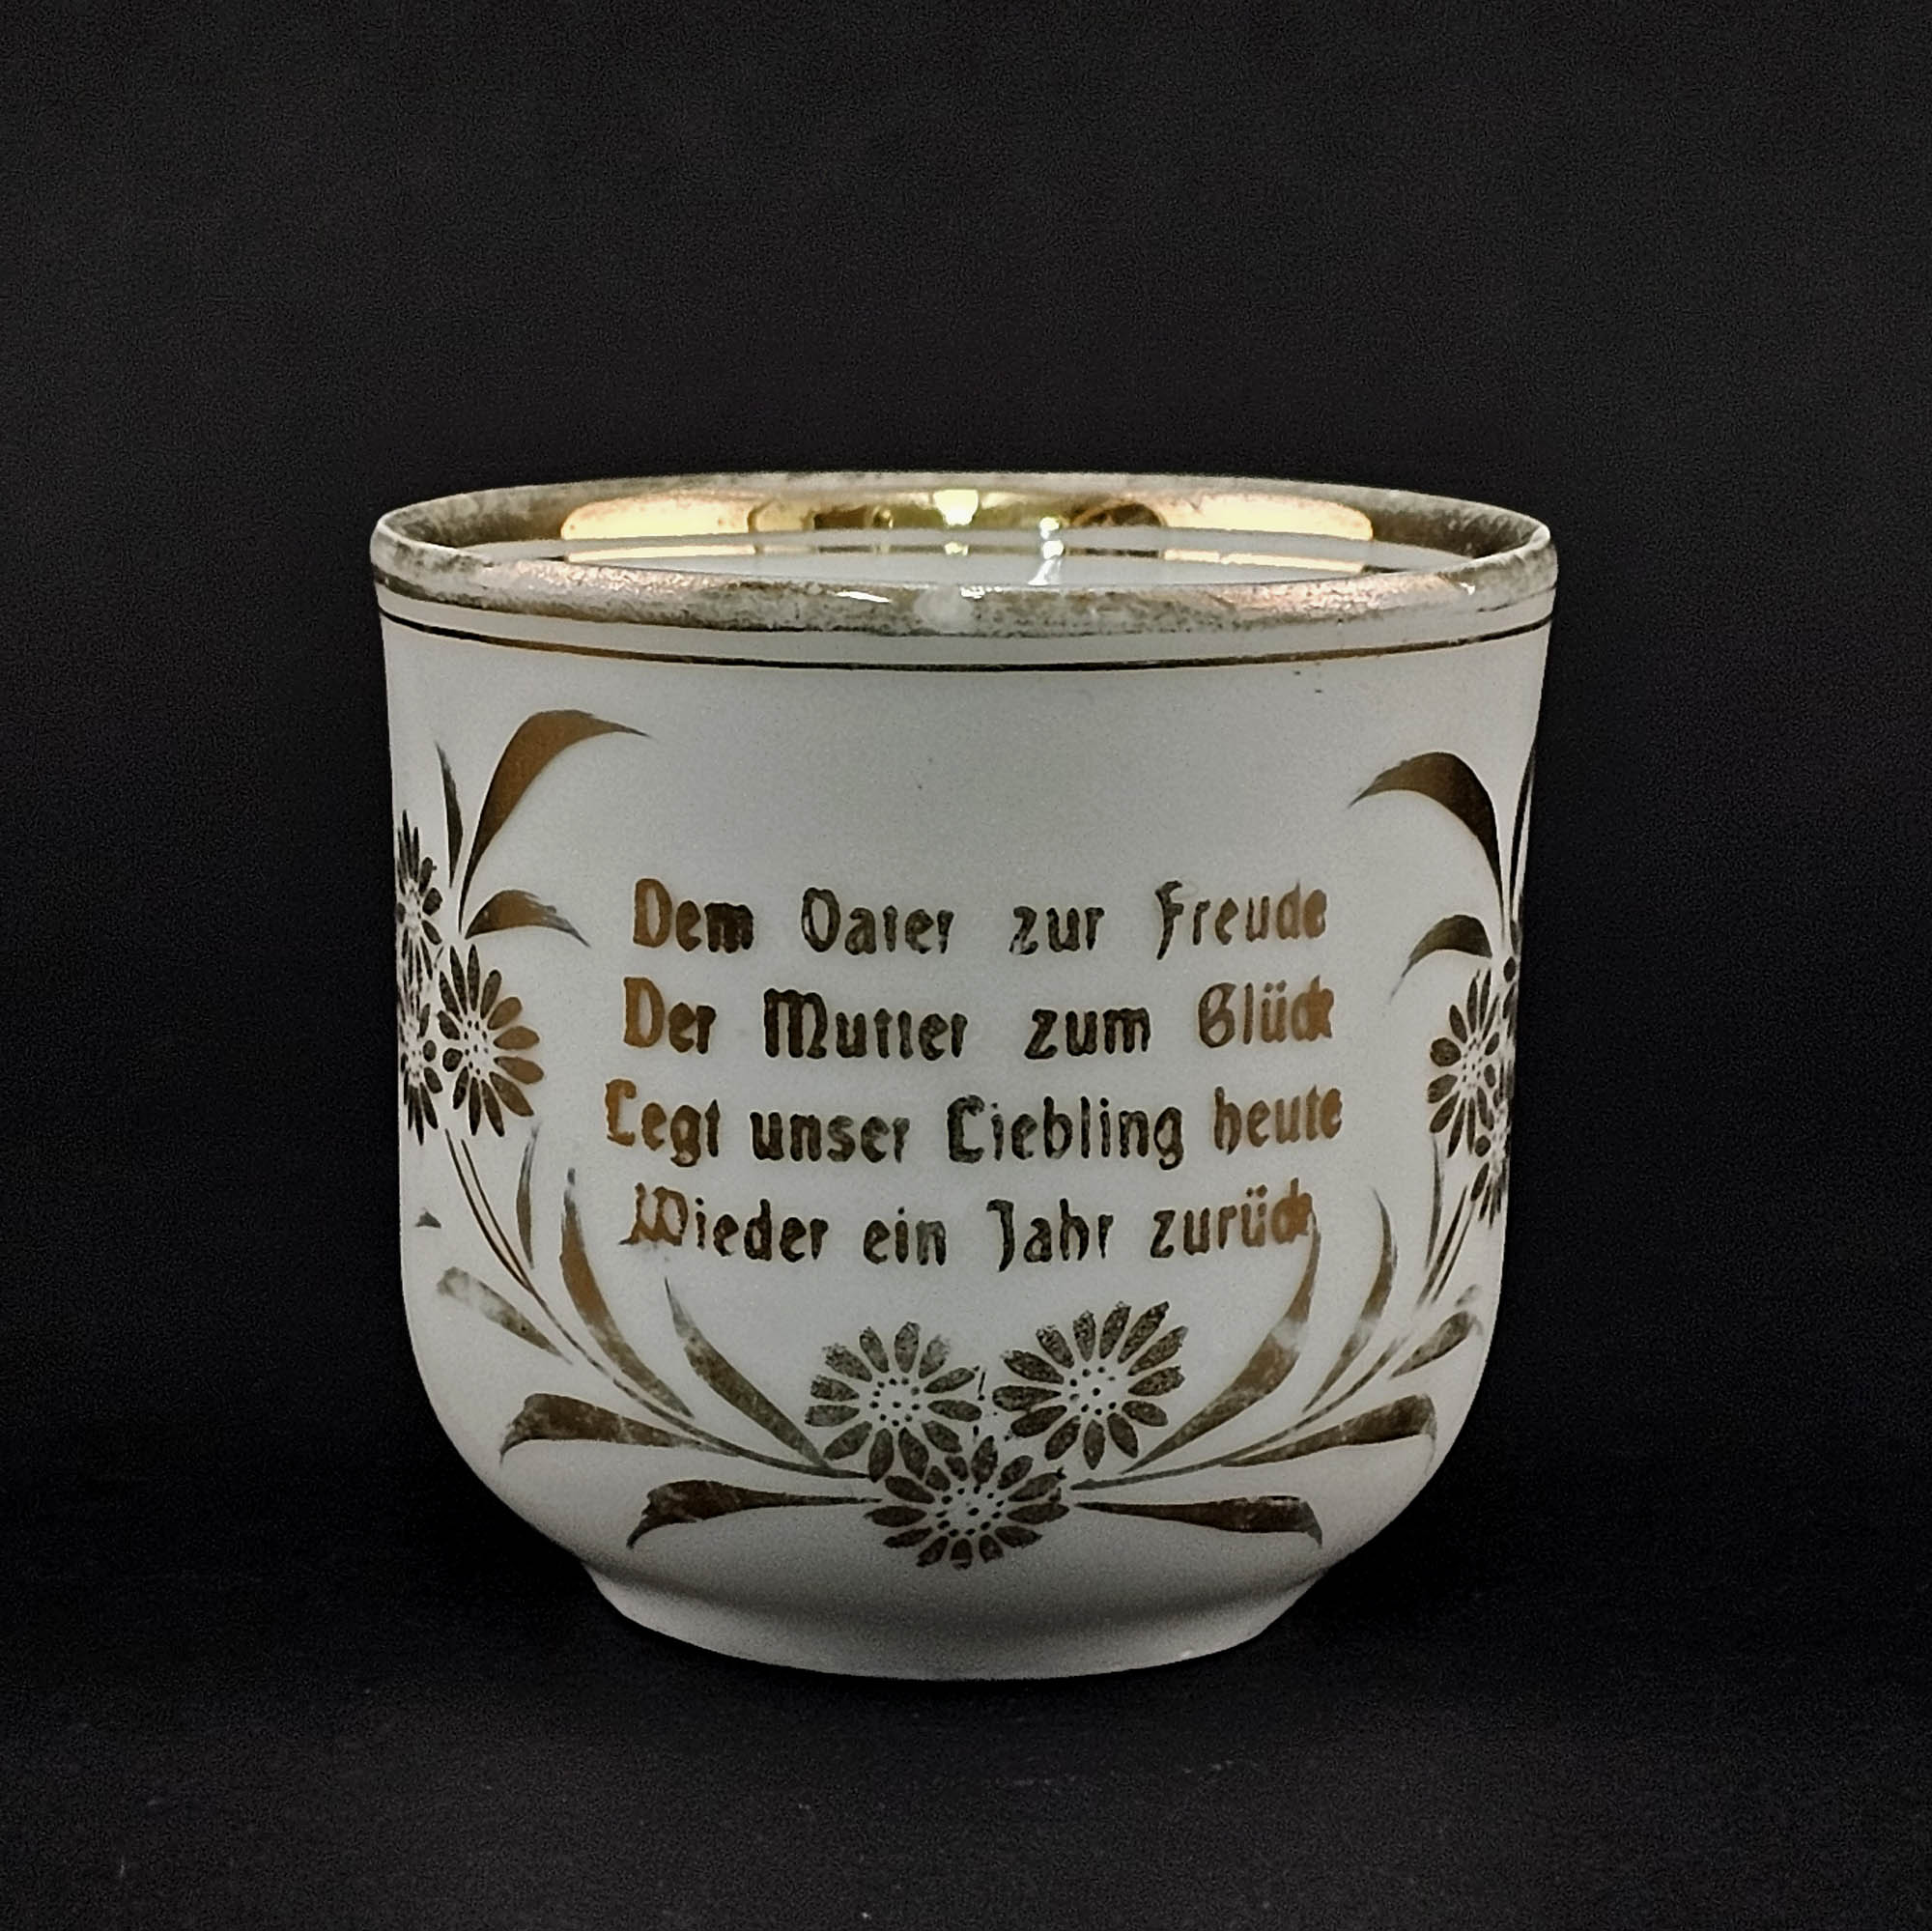 Dem Vater zur Freude
Der Mutter zum Glück
Legt unser Liebling heute
Wieder ein Jahr zurück